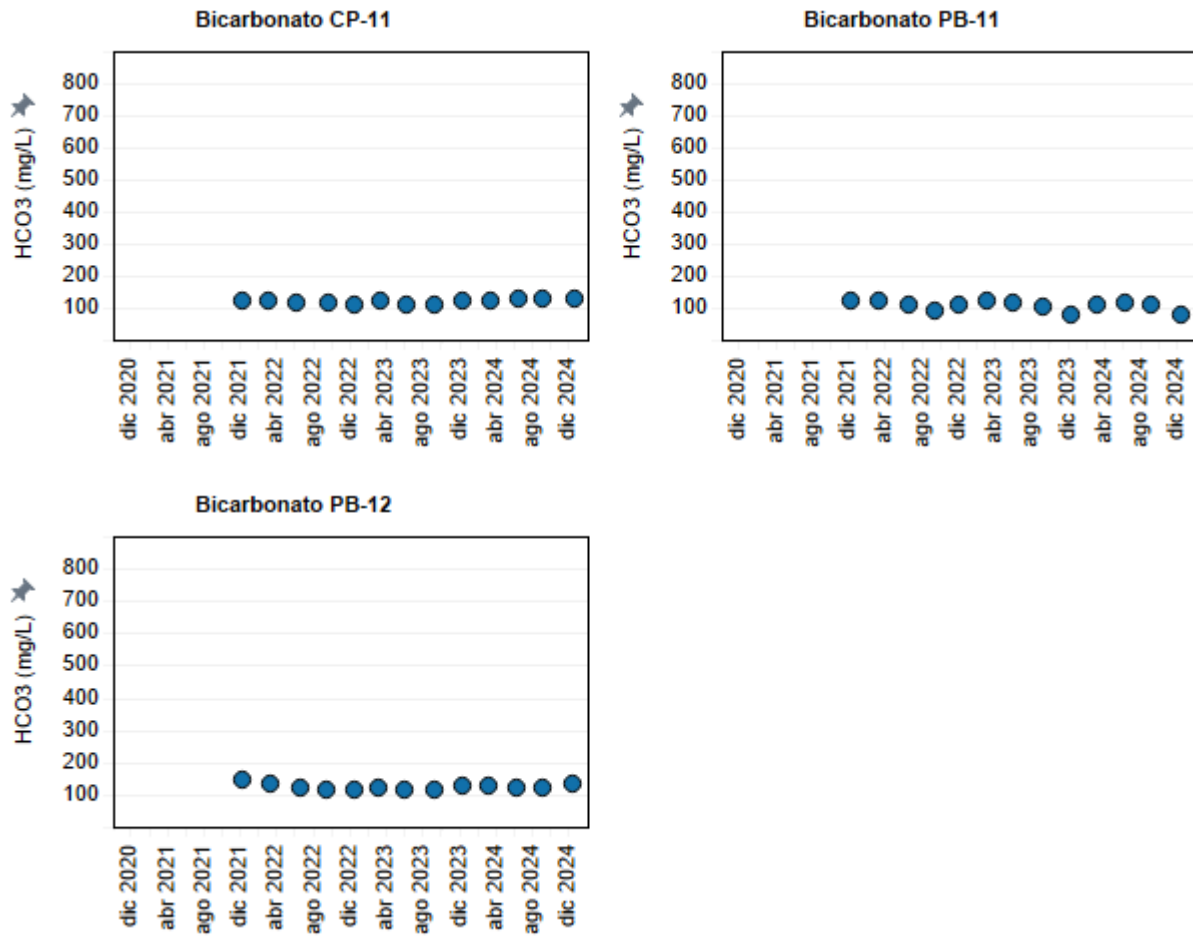 Bicarbonato CP-11
HCO3 (mg/L)
800
700
600
500
400
300
200
100
dic 2020
abr 2021
ago 2021
dic 2021
abr 2022
ago 2022
dic 2022
abr 2023
ago 2023
dic 2023
abr 2024
ago 2024
dic 2024
Bicarbonato PB-11
HCO3 (mg/L)
800
700
600
500
400
300
200
100
dic 2020
abr 2021
ago 2021
dic 2021
abr 2022
ago 2022
dic 2022
abr 2023
ago 2023
dic 2023
abr 2024
ago 2024
dic 2024
Bicarbonato PB-12
HCO3 (mg/L)
800
700
600
500
400
300
200
100
dic 2020
abr 2021
ago 2021
dic 2021
abr 2022
ago 2022
dic 2022
abr 2023
ago 2023
dic 2023
abr 2024
ago 2024
dic 2024